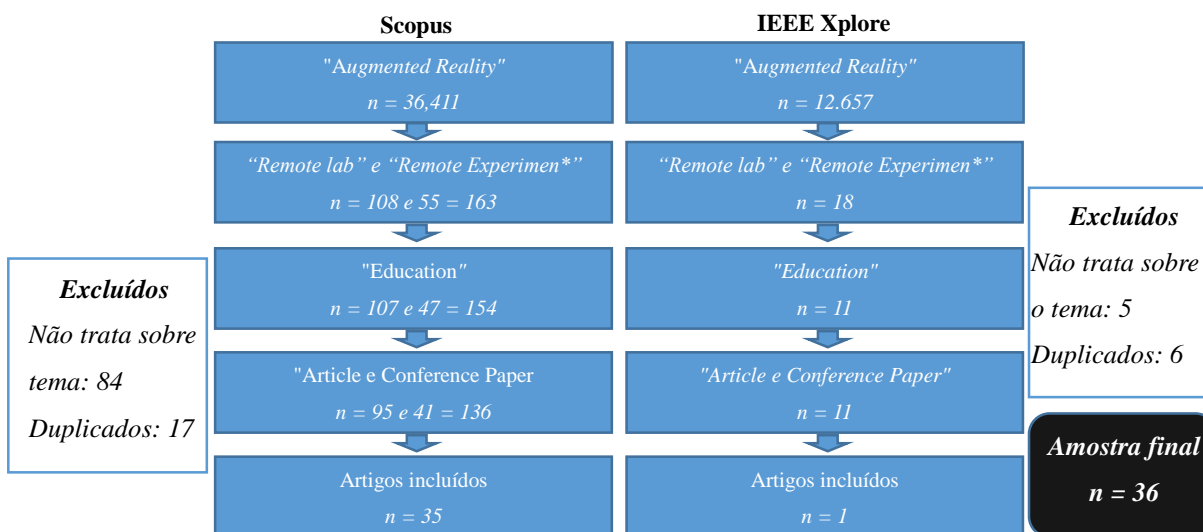 Scopus
"Augmented Reality"
n = 36,411
“Remote lab” e “Remote Experimen*”
n = 108 e 55 = 163
"Education"
n = 107 e 47 = 154
"Article e Conference Paper
n = 95 e 41 = 136
Artigos incluídos
n = 35
Excluídos
Não trata sobre
tema: 84
Duplicados: 17
IEEE Xplore
"Augmented Reality"
n = 12.657
“Remote lab” e “Remote Experimen*”
n = 18
"Education"
n = 11
"Article e Conference Paper"
n = 11
Artigos incluídos
n = 1
Excluídos
Não trata sobre
o tema: 5
Duplicados: 6
Amostra final
n = 36